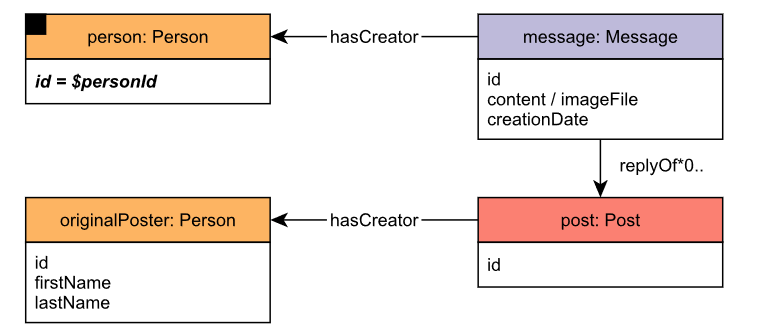 person: Person
hasCreator
message: Message
id = $personId
id
content / imageFile
creationDate
replyOf*0..
originalPoster: Person
hasCreator
post: Post
id
firstName
lastName
id